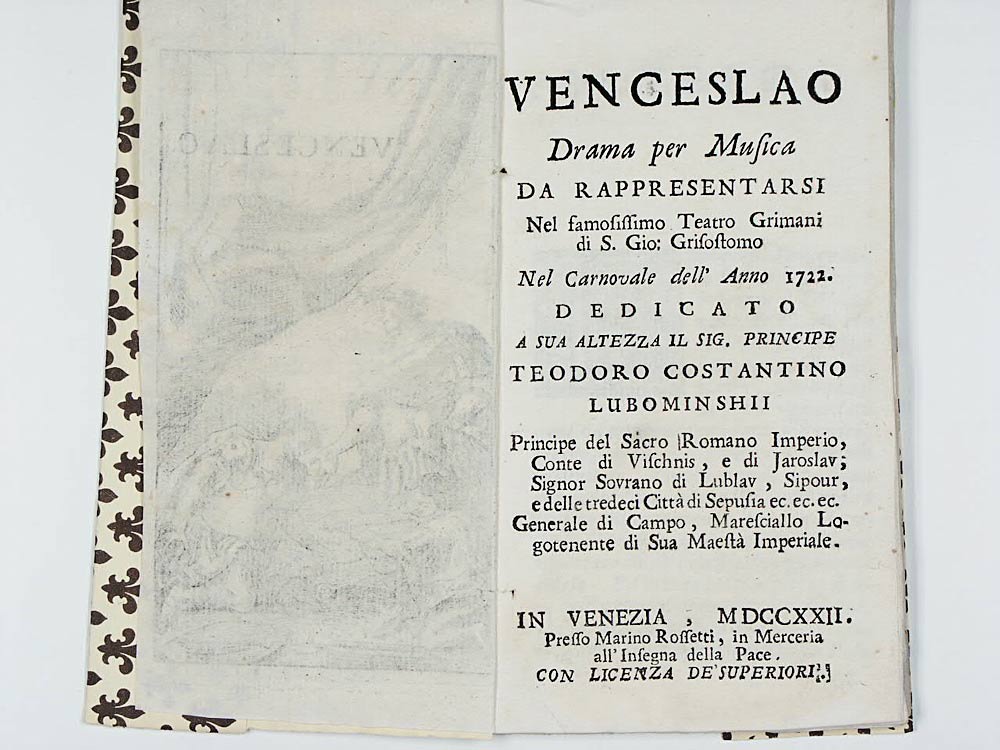 VENCESLAO
VENCESLAO
Drama per Muſica
DA RAPPRESENTARSI
Nel famoſiſſimo Teatro Grimani
di S. Gio: Griſoſtomo
Nel Carnovale dell' Anno 1722.
DEDICATO
A SUA ALTEZZA IL SIG. PRINCIPE
TEODORO COSTANTINO
LUBOMINSHII
Principe del Sacro Romano Imperio,
Conte di Viſchnis, e di Jaroslav;
Signor Sovrano di Lublav, Sipour,
e delle tredeci Città di Sepuſia ec. ec. ec.
Generale di Campo, Mareſciallo Lo-
gotenente di Sua Maeſtà Imperiale.
IN VENEZIA, MDCCXXII.
Preſſo Marino Roſſetti, in Merceria
all' Inſegna della Pace.
CON LICENZA DE' SUPERIORI.